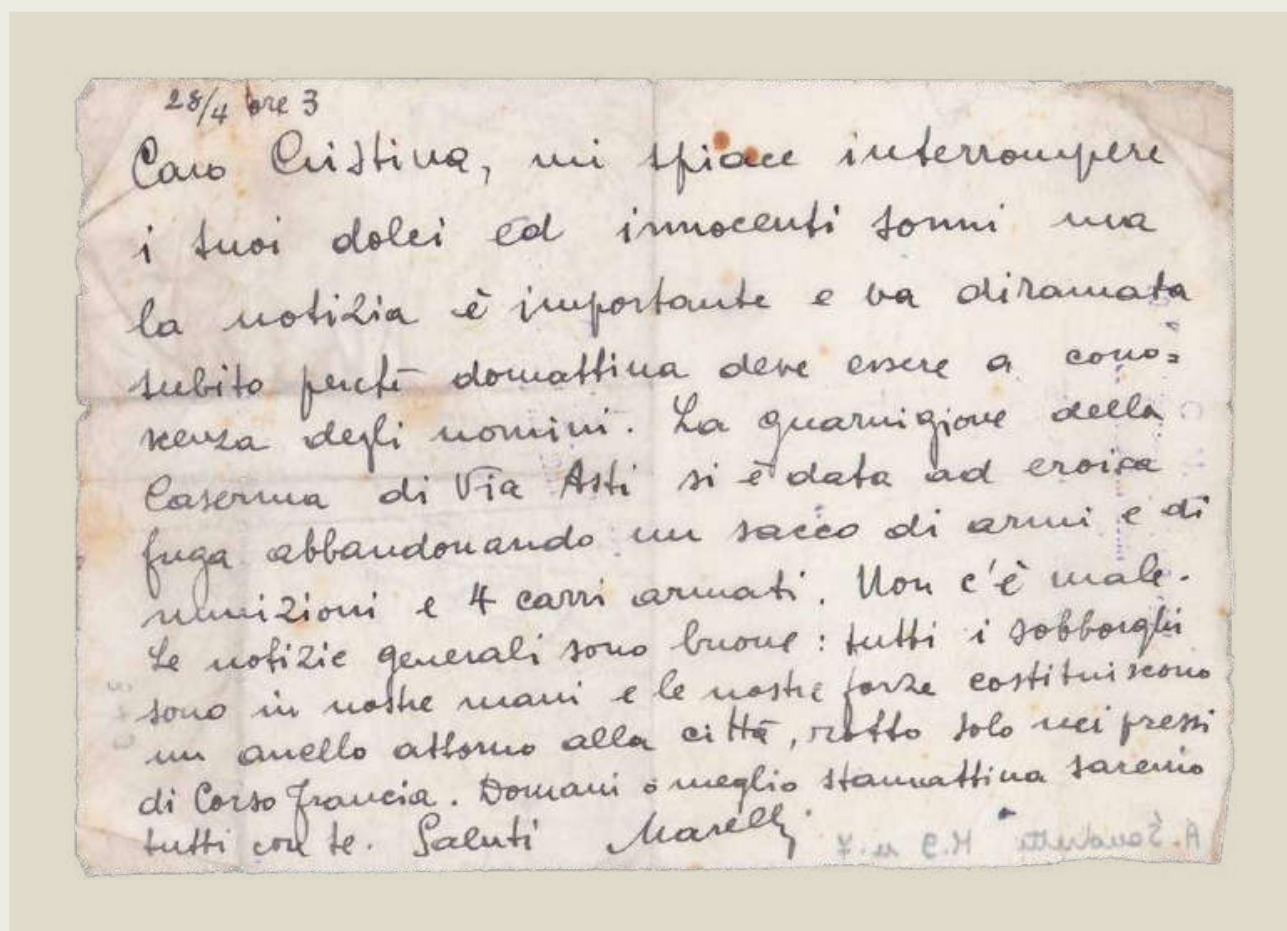 28/4 ore 3
Caro Cristina, mi spiace interrompere
i tuoi dolci ed innocenti sonni ma
la notizia è importante e va diramata
subito perchè domattina deve essere a cono=
scenza degli uomini. La guarnigione della
Caserma di Via Asti si è data ad eroica
fuga abbandonando un sacco di armi e di
munizioni e 4 carri armati. Non c'è male.
Le notizie generali sono buone: tutti i sobborghi
sono in nostre mani e le nostre forze costituiscono
un anello attorno alla città, rotto solo nei pressi
di Corso Francia. Domani o meglio stamattina saremo
tutti con te. Saluti Marelli